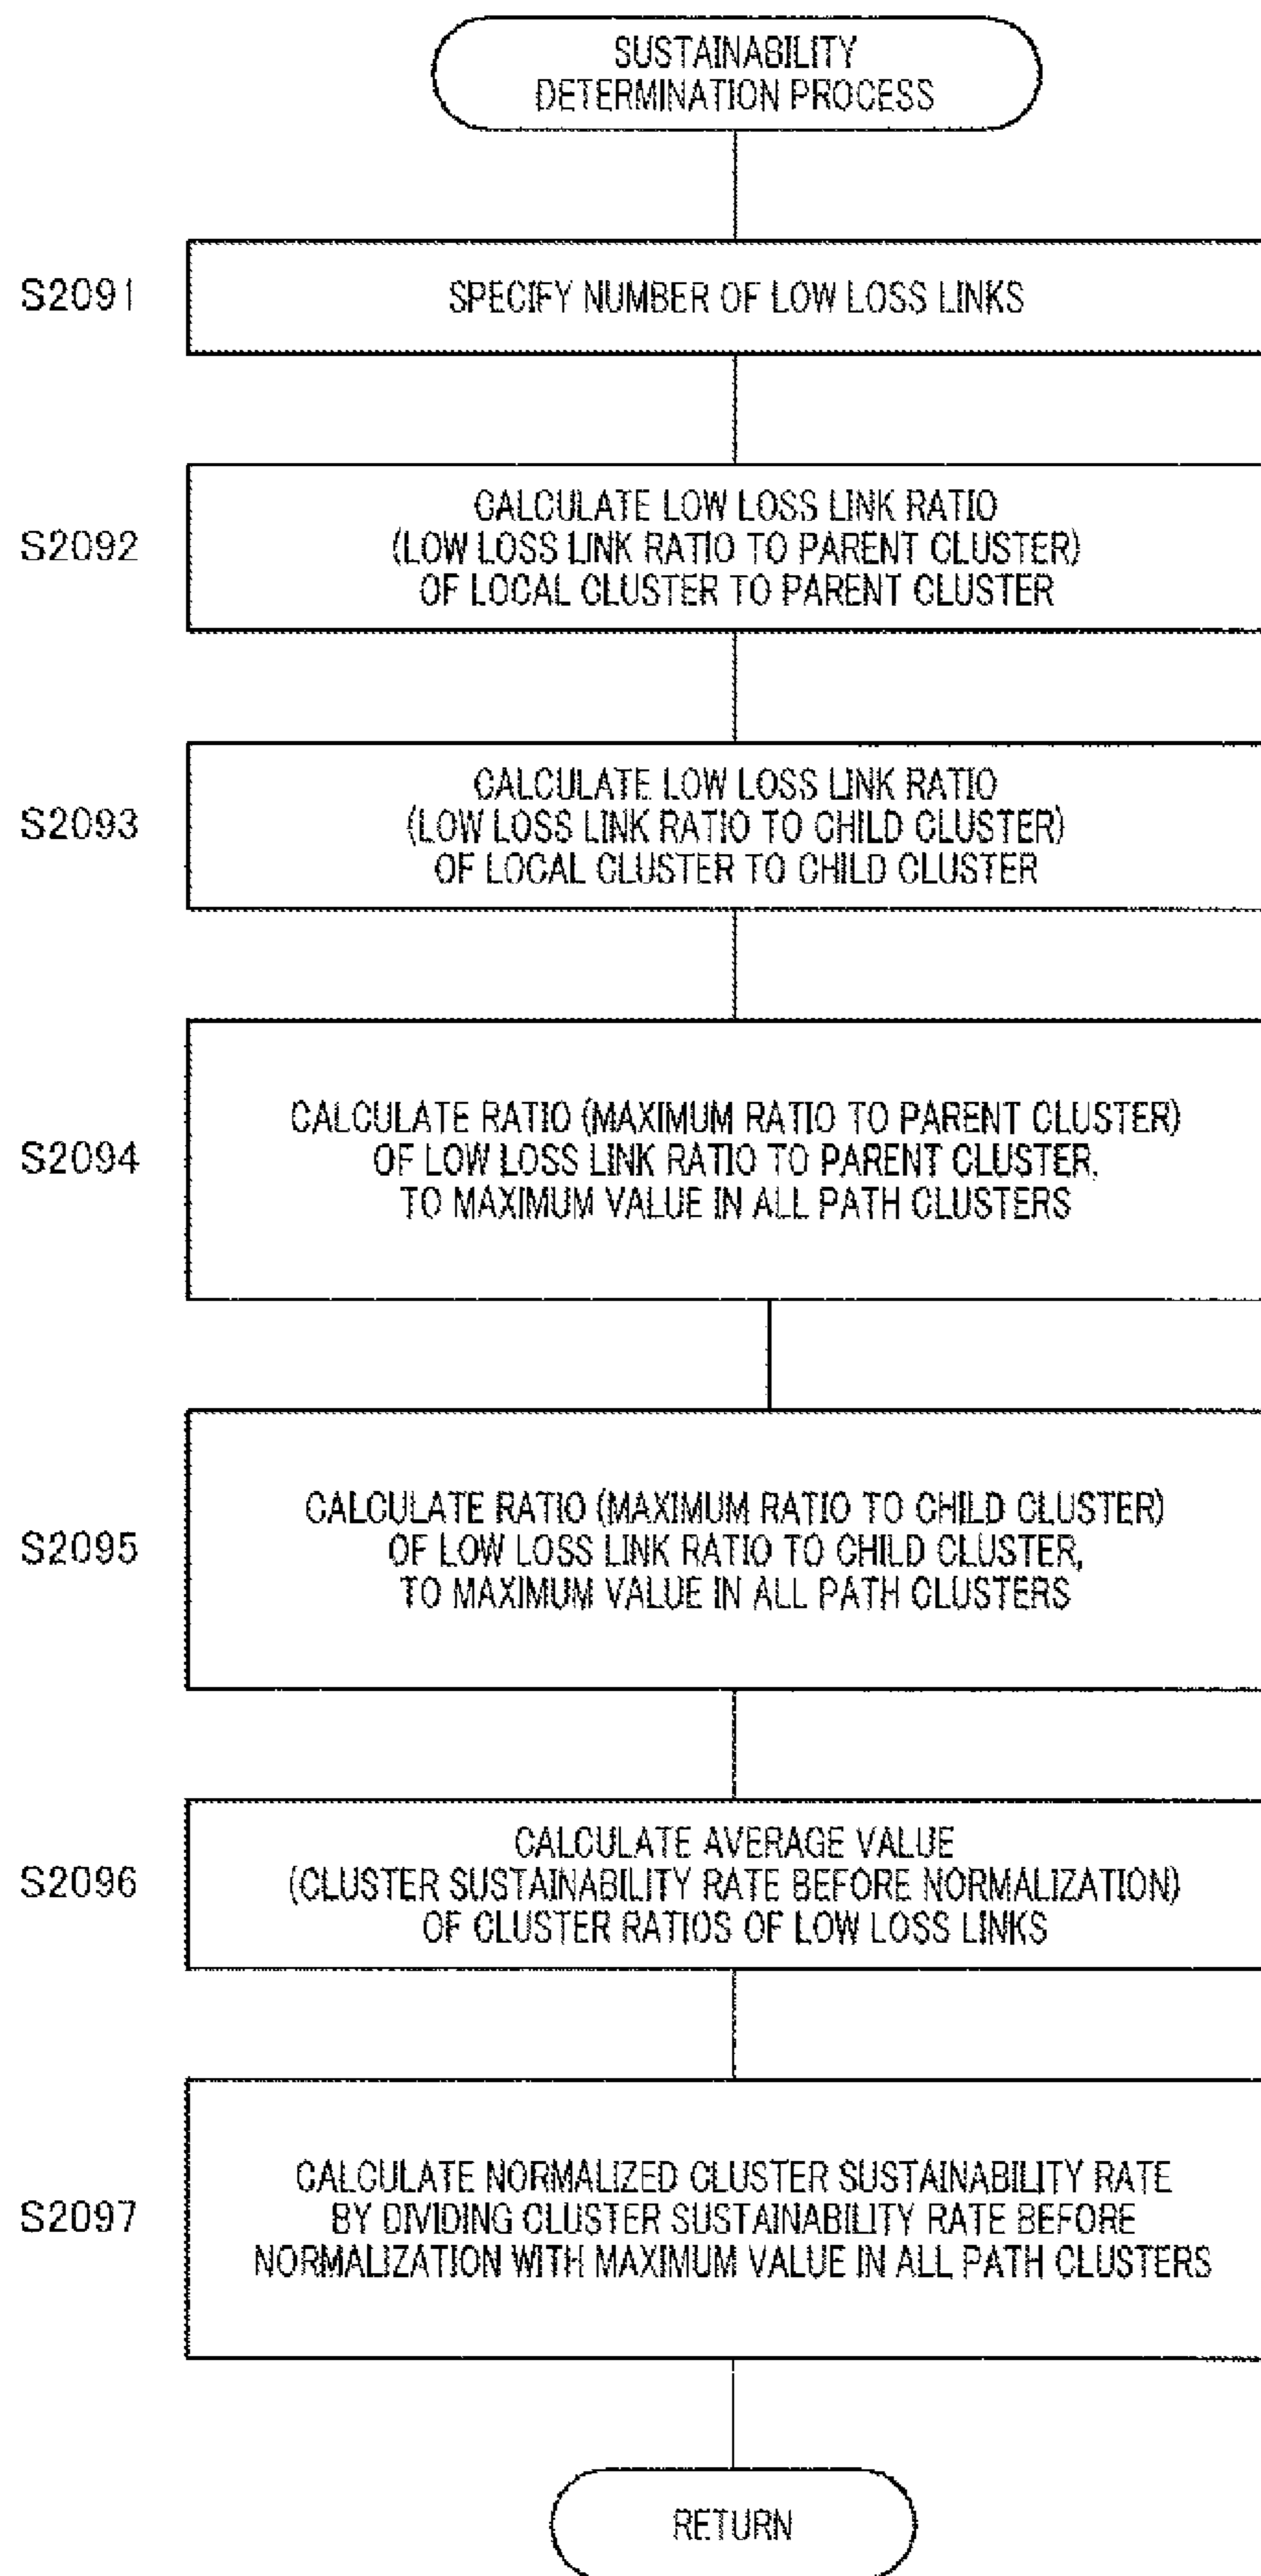 SUSTAINABILITY
DETERMINATION PROCESS
S2091
SPECIFY NUMBER OF LOW LOSS LINKS
S2092
CALCULATE LOW LOSS LINK RATIO
(LOW LOSS LINK RATIO TO PARENT CLUSTER)
OF LOCAL CLUSTER TO PARENT CLUSTER
S2093
CALCULATE LOW LOSS LINK RATIO
(LOW LOSS LINK RATIO TO CHILD CLUSTER)
OF LOCAL CLUSTER TO CHILD CLUSTER
S2094
CALCULATE RATIO (MAXIMUM RATIO TO PARENT CLUSTER)
OF LOW LOSS LINK RATIO TO PARENT CLUSTER,
TO MAXIMUM VALUE IN ALL PATH CLUSTERS
S2095
CALCULATE RATIO (MAXIMUM RATIO TO CHILD CLUSTER)
OF LOW LOSS LINK RATIO TO CHILD CLUSTER,
TO MAXIMUM VALUE IN ALL PATH CLUSTERS
S2096
CALCULATE AVERAGE VALUE
(CLUSTER SUSTAINABILITY RATE BEFORE NORMALIZATION)
OF CLUSTER RATIOS OF LOW LOSS LINKS
S2097
CALCULATE NORMALIZED CLUSTER SUSTAINABILITY RATE
BY DIVIDING CLUSTER SUSTAINABILITY RATE BEFORE
NORMALIZATION WITH MAXIMUM VALUE IN ALL PATH CLUSTERS
RETURN